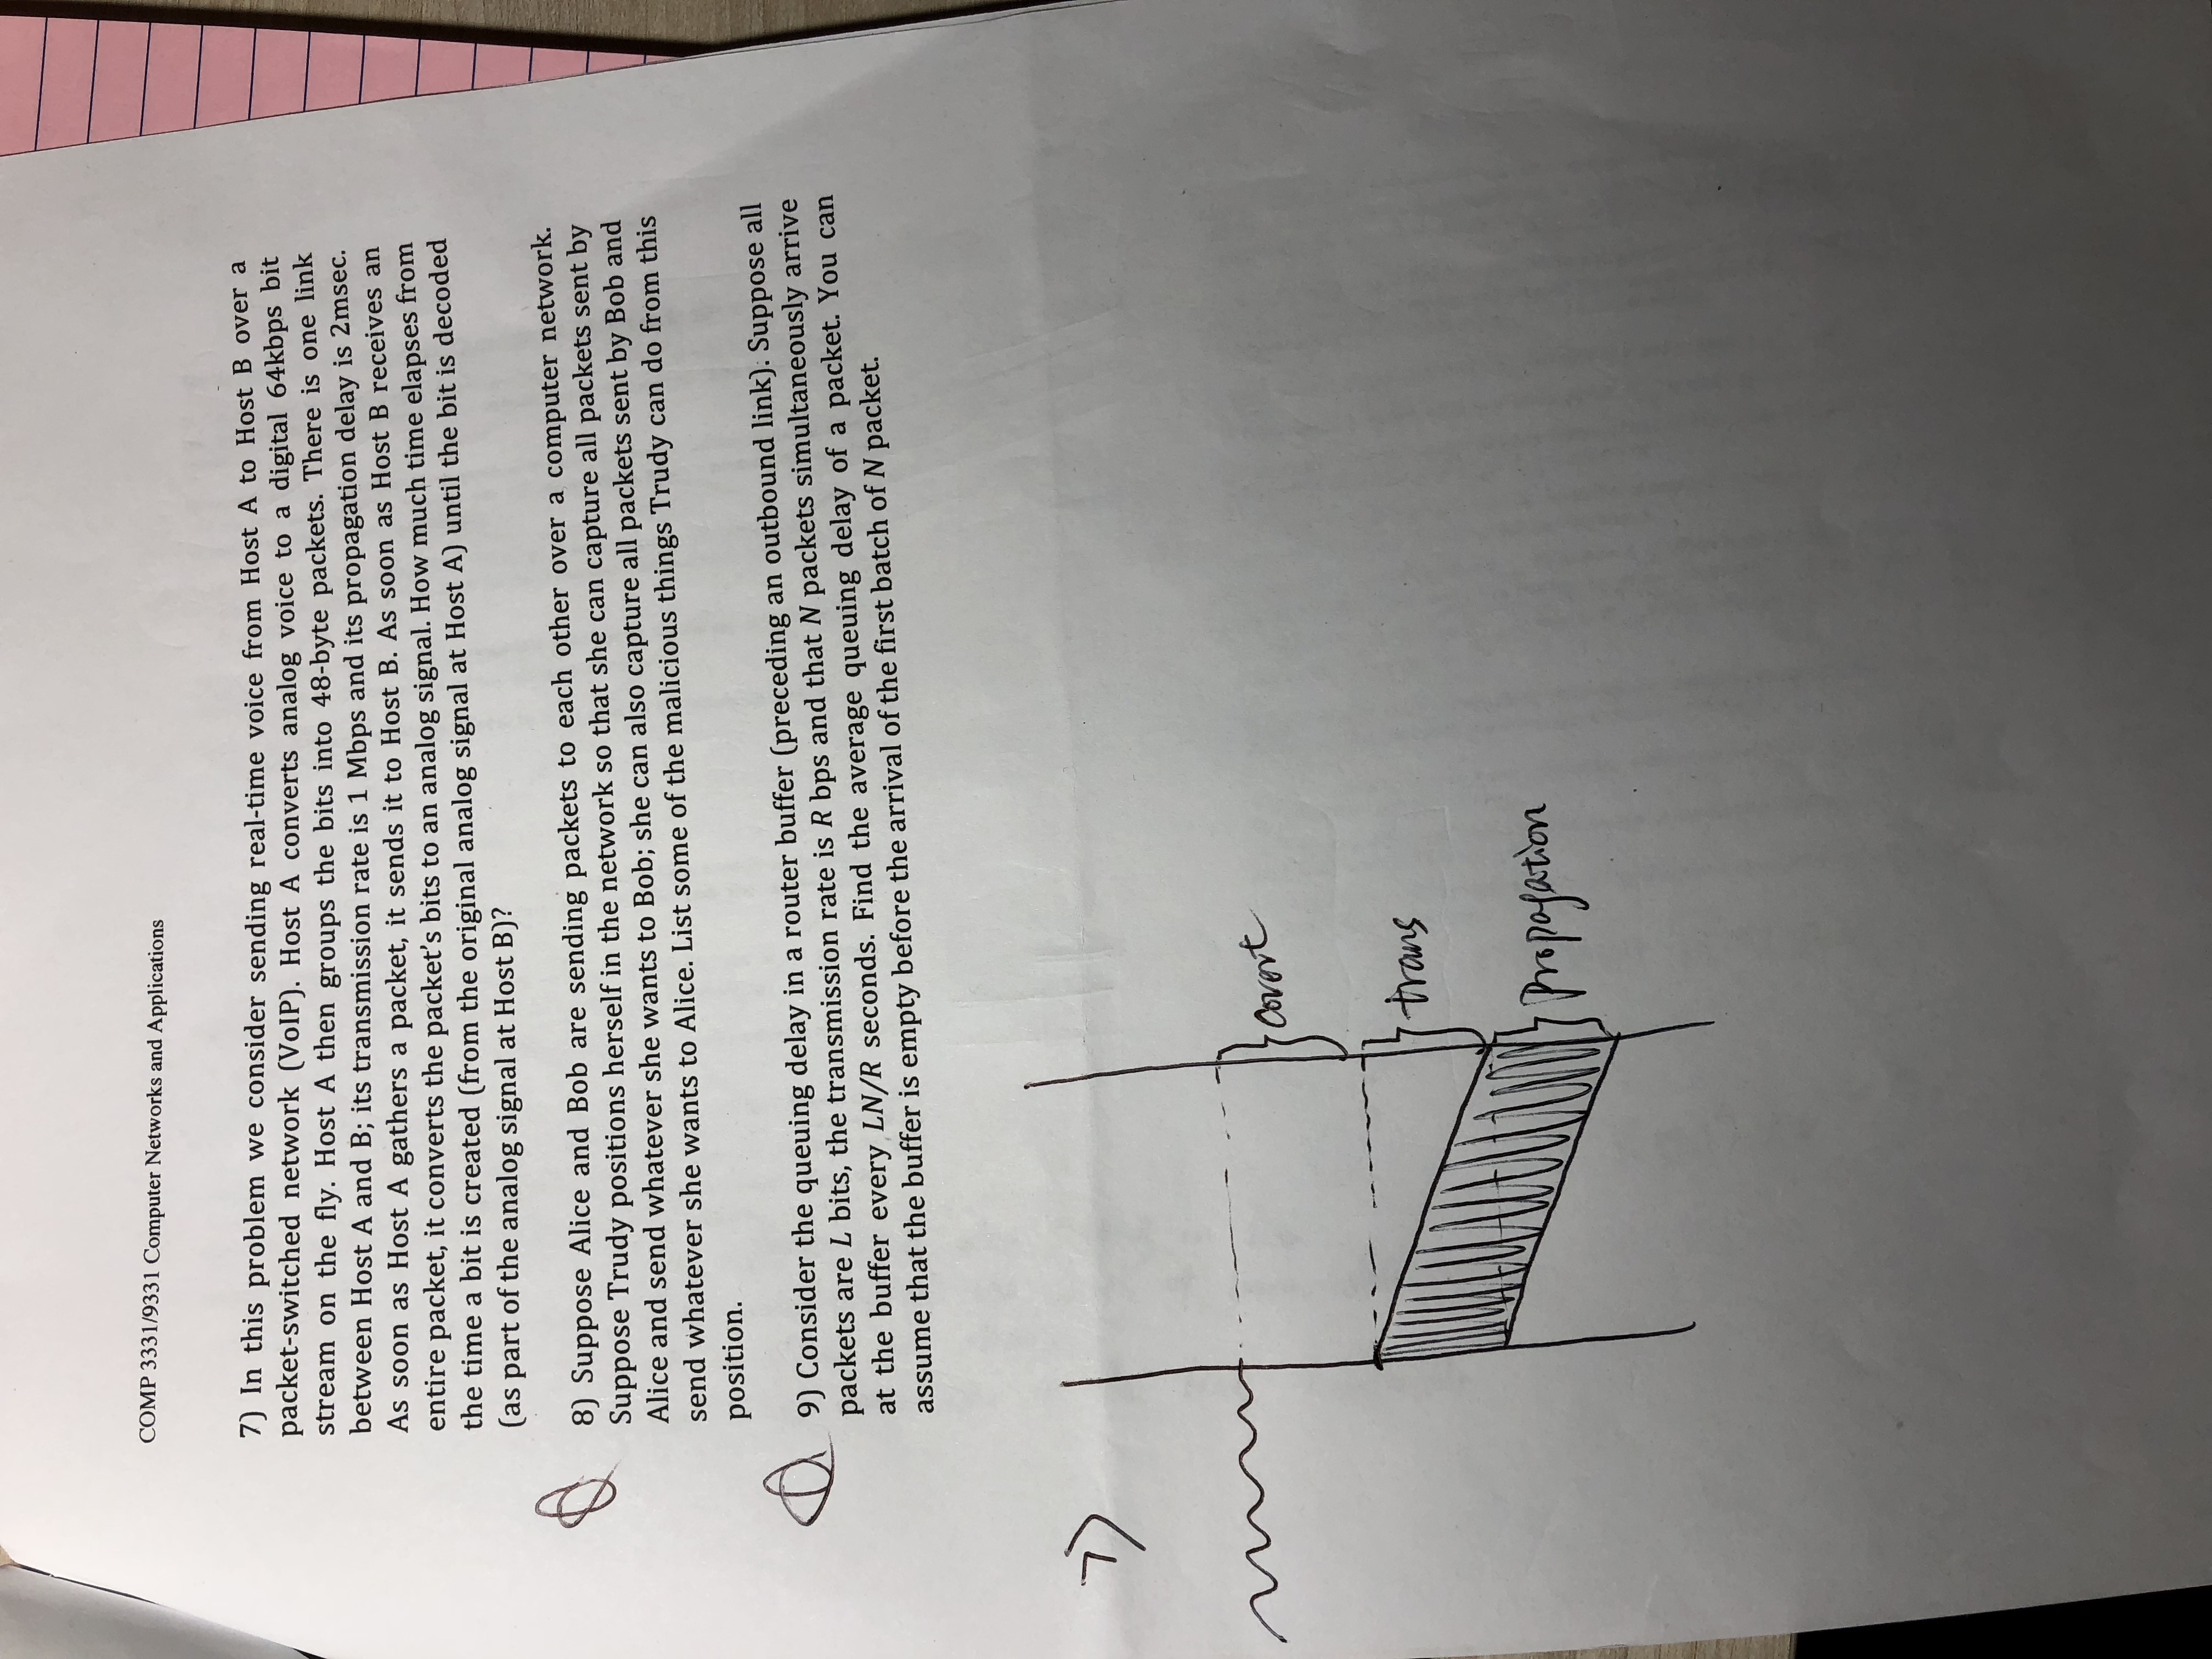 COMP 3331/9331 Computer Networks and Applications
7) In this problem we consider sending real-time voice from Host A to Host B over a
packet-switched network (VoIP). Host A converts analog voice to a digital 64kbps bit
stream on the fly. Host A then groups the bits into 48-byte packets. There is one link
between Host A and B; its transmission rate is 1 Mbps and its propagation delay is 2msec.
As soon as Host A gathers a packet, it sends it to Host B. As soon as Host B receives an
entire packet, it converts the packet's bits to an analog signal. How much time elapses from
the time a bit is created (from the original analog signal at Host A) until the bit is decoded
(as part of the analog signal at Host B)?
8) Suppose Alice and Bob are sending packets to each other over a computer network.
Suppose Trudy positions herself in the network so that she can capture all packets sent by
Alice and send whatever she wants to Bob; she can also capture all packets sent by Bob and
send whatever she wants to Alice. List some of the malicious things Trudy can do from this
position.
9) Consider the queuing delay in a router buffer (preceding an outbound link). Suppose all
packets are L bits, the transmission rate is R bps and that N packets simultaneously arrive
at the buffer every LN/R seconds. Find the average queuing delay of a packet. You can
assume that the buffer is empty before the arrival of the first batch of N packet.
7)
covert
trans
propagation